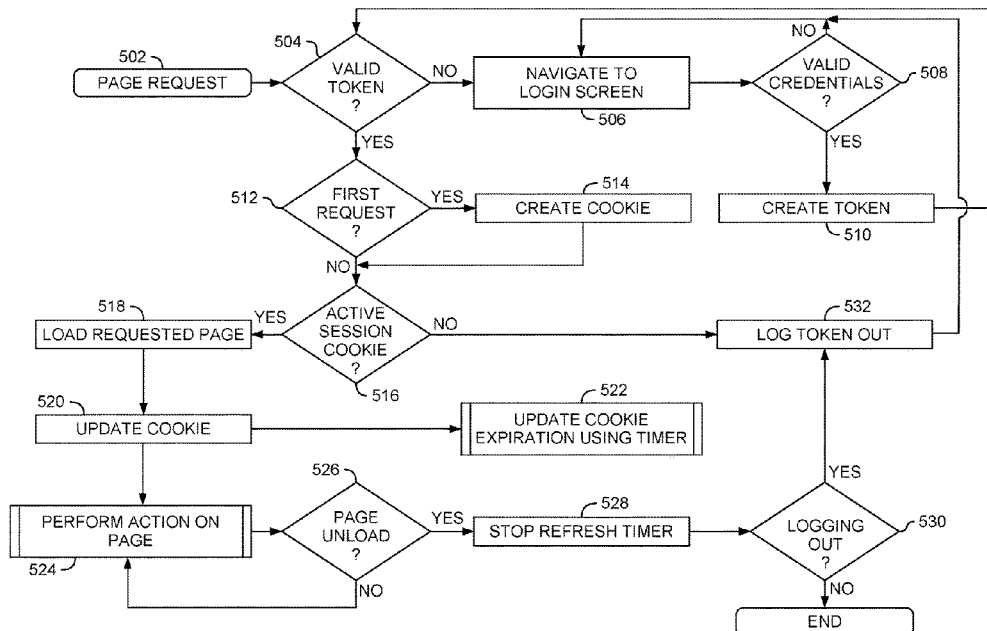 502
PAGE REQUEST
504
VALID
TOKEN
?
NO
YES
NAVIGATE TO
LOGIN SCREEN
506
NO
VALID
CREDENTIALS
?
508
YES
512
FIRST
REQUEST
?
YES
NO
514
CREATE COOKIE
CREATE TOKEN
510
518
LOAD REQUESTED PAGE
YES
ACTIVE
SESSION
COOKIE
?
516
NO
532
LOG TOKEN OUT
520
UPDATE COOKIE
522
UPDATE COOKIE
EXPIRATION USING TIMER
PERFORM ACTION ON
PAGE
524
526
PAGE
UNLOAD
?
YES
NO
528
STOP REFRESH TIMER
YES
LOGGING
OUT
?
530
NO
END